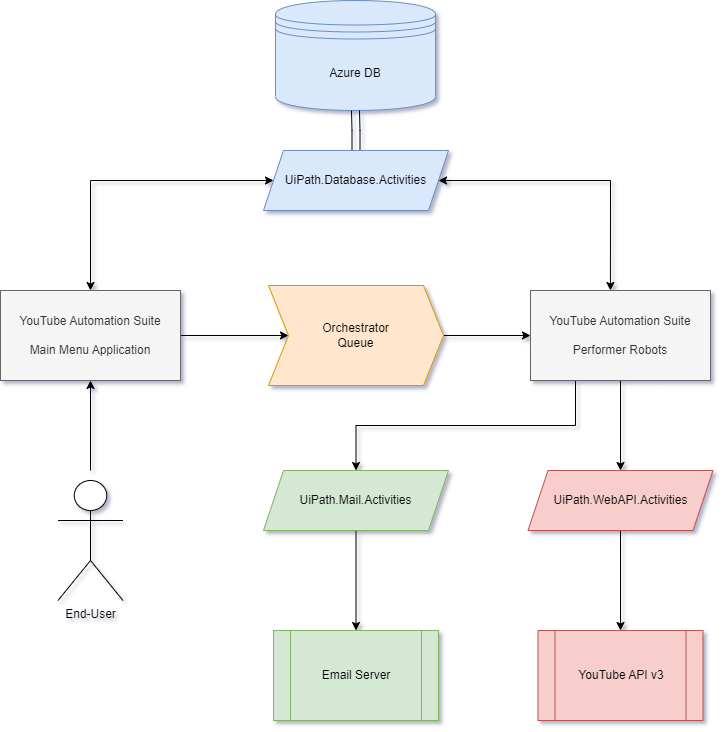 Azure DB
UiPath.Database.Activities
YouTube Automation Suite
Main Menu Application
Orchestrator
Queue
YouTube Automation Suite
Performer Robots
UiPath.Mail.Activities
UiPath.WebAPI.Activities
End-User
Email Server
YouTube API v3